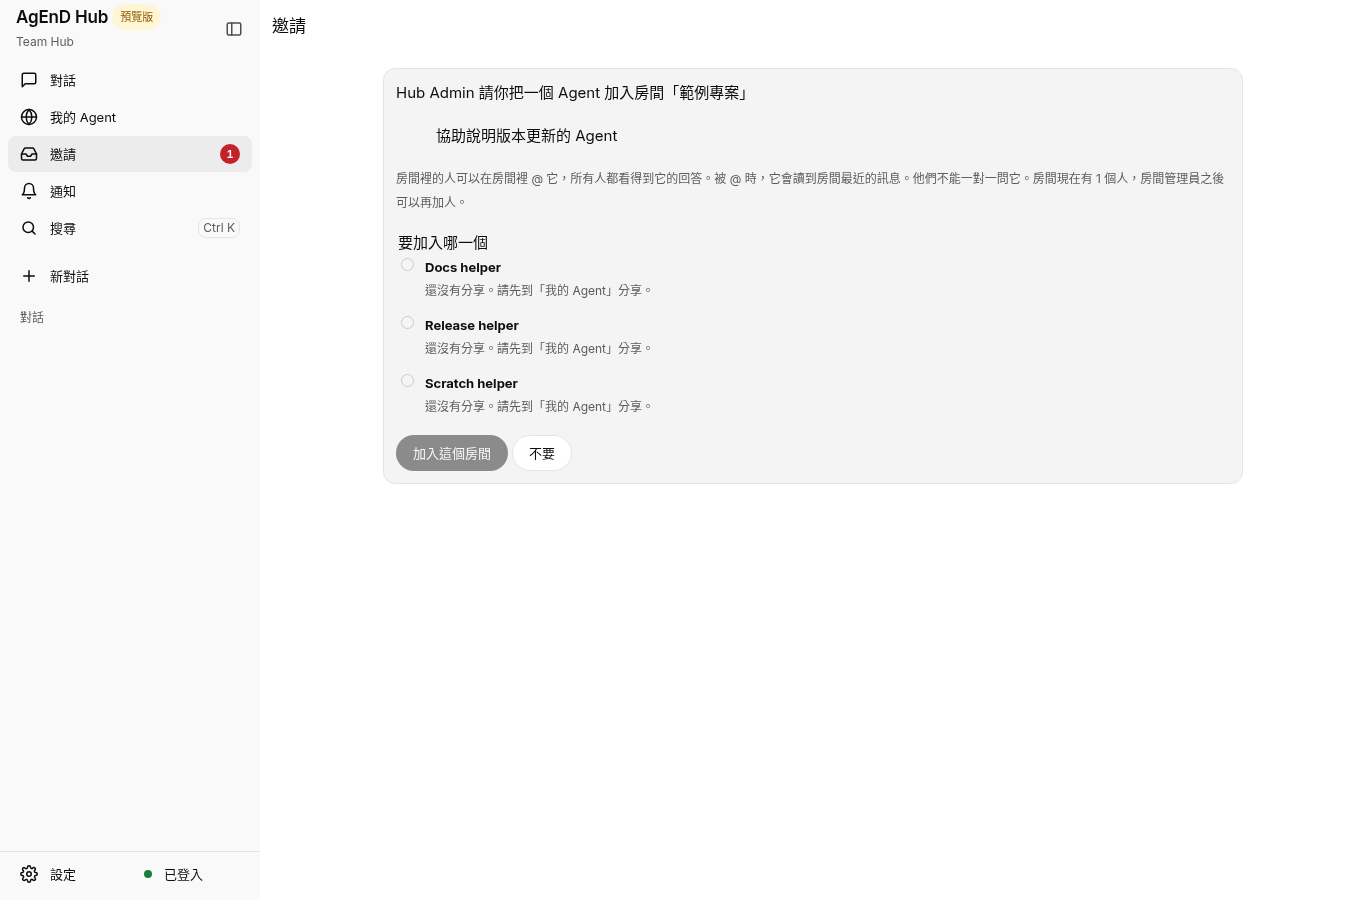 AgEnD Hub 預覽版
Team Hub
對話
我的 Agent
邀請 1
通知
搜尋 Ctrl K
新對話
對話
設定 已登入
邀請
Hub Admin 請你把一個 Agent 加入房間「範例專案」
協助說明版本更新的 Agent
房間裡的人可以在房間裡 @ 它，所有人都看得到它的回答。被 @ 時，它會讀到房間最近的訊息。他們不能一對一問它。房間現在有 1 個人，房間管理員之後
可以再加人。
要加入哪一個
Docs helper
還沒有分享。請先到「我的 Agent」分享。
Release helper
還沒有分享。請先到「我的 Agent」分享。
Scratch helper
還沒有分享。請先到「我的 Agent」分享。
加入這個房間 不要